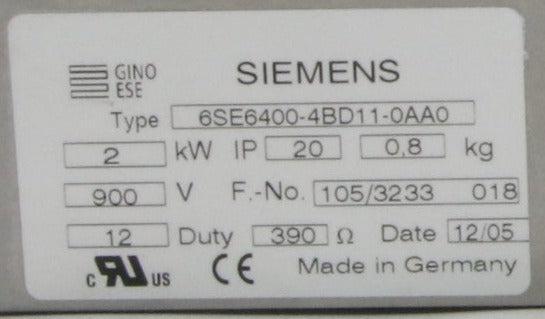 GINO
ESE
SIEMENS
Type 6SE6400-4BD11-0AA0
2 kW IP 20 0,8 kg
900 V F.-No. 105/3233 018
12 Duty 390 Ω Date 12/05
c RU US CE Made in Germany